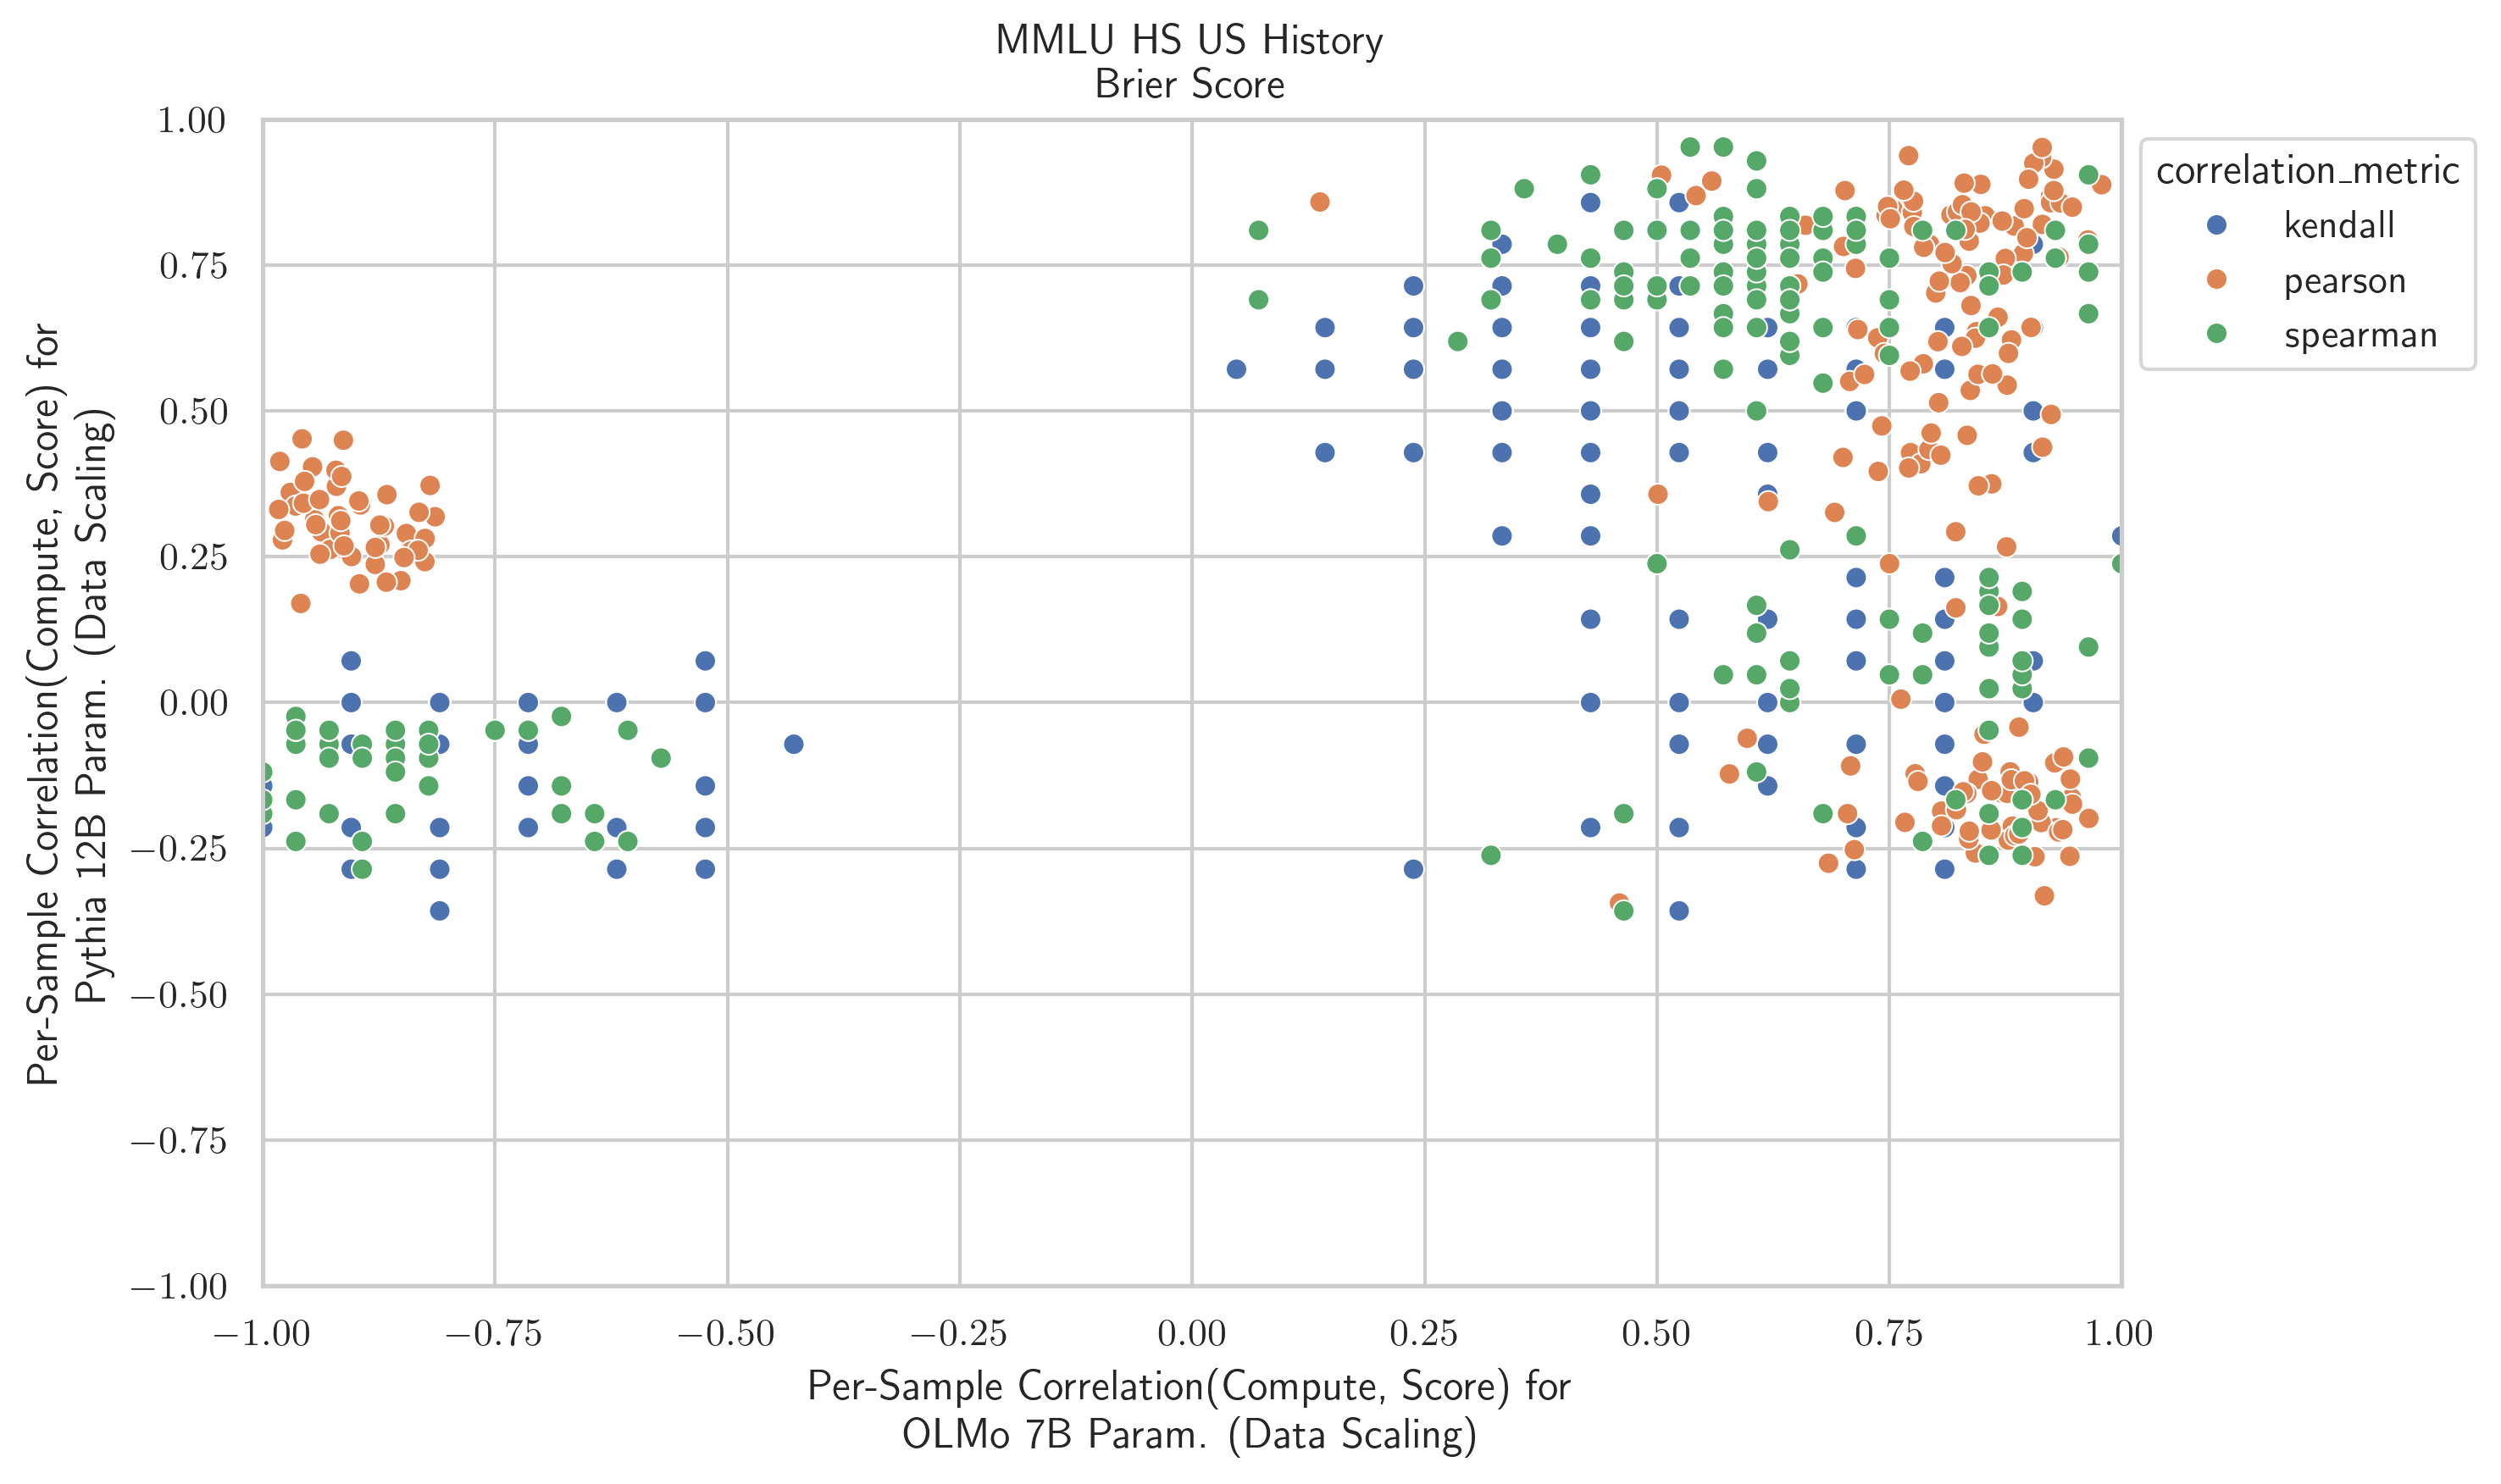 MMLU HS US History
Brier Score
Per-Sample Correlation(Compute, Score) for
Pythia 12B Param. (Data Scaling)
1.00
0.75
0.50
0.25
0.00
−0.25
−0.50
−0.75
−1.00
−1.00
−0.75
−0.50
−0.25
0.00
0.25
0.50
0.75
1.00
Per-Sample Correlation(Compute, Score) for
OLMo 7B Param. (Data Scaling)
correlation_metric
kendall
pearson
spearman